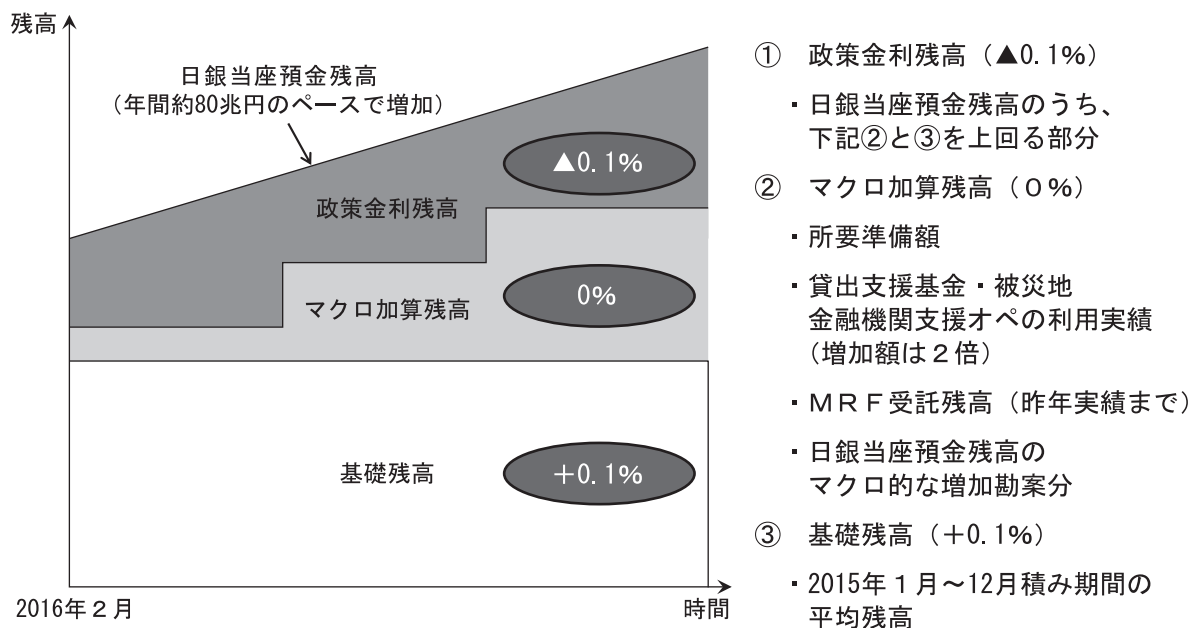 残高
日銀当座預金残高
（年間約80兆円のペースで増加）
▲0.1%
政策金利残高
0%
マクロ加算残高
基礎残高
＋0.1%
2016年２月
時間
① 政策金利残高（▲0.1%）
・日銀当座預金残高のうち、
下記②と③を上回る部分
② マクロ加算残高（０%）
・所要準備額
・貸出支援基金・被災地
金融機関支援オペの利用実績
（増加額は２倍）
・ＭＲＦ受託残高（昨年実績まで）
・日銀当座預金残高の
マクロ的な増加勘案分
③ 基礎残高（＋0.1%）
・2015年１月～12月積み期間の
平均残高